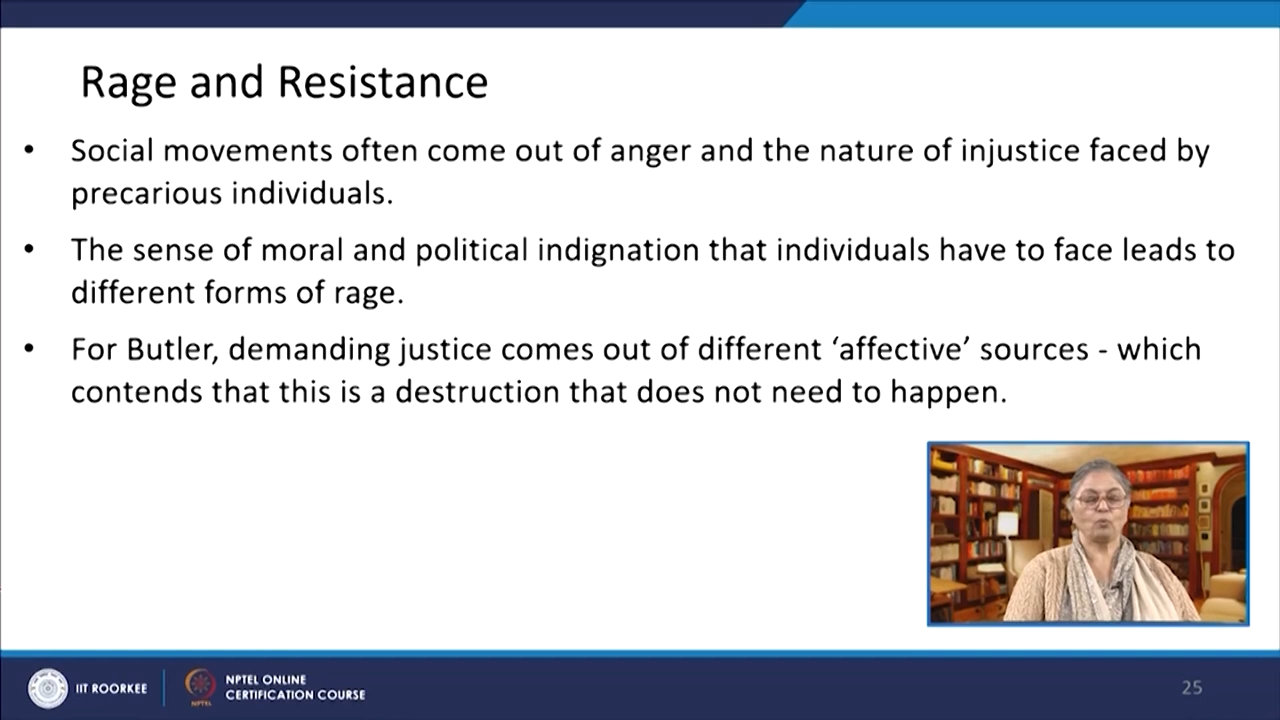 Rage and Resistance
• Social movements often come out of anger and the nature of injustice faced by
precarious individuals.
• The sense of moral and political indignation that individuals have to face leads to
different forms of rage.
• For Butler, demanding justice comes out of different ‘affective’ sources - which
contends that this is a destruction that does not need to happen.
IIT ROORKEE
NPTEL
NPTEL ONLINE
CERTIFICATION COURSE
25